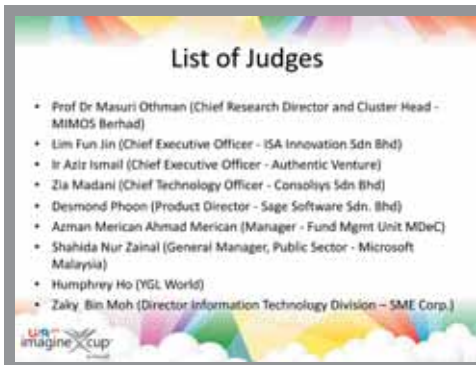 List of Judges
• Prof Dr Masuri Othman (Chief Research Director and Cluster Head -
MIMOS Berhad)
• Lim Fun Jin (Chief Executive Officer - ISA Innovation Sdn Bhd)
• Ir Aziz Ismail (Chief Executive Officer - Authentic Venture)
• Zia Madani (Chief Technology Officer - Consolsys Sdn Bhd)
• Desmond Phoon (Product Director - Sage Software Sdn. Bhd)
• Azman Merican Ahmad Merican (Manager - Fund Mgmt Unit MDeC)
• Shahida Nur Zainal (General Manager, Public Sector - Microsoft
Malaysia)
• Humphrey Ho (YGL World)
• Zaky Bin Moh (Director Information Technology Division – SME Corp.)
imagine cup